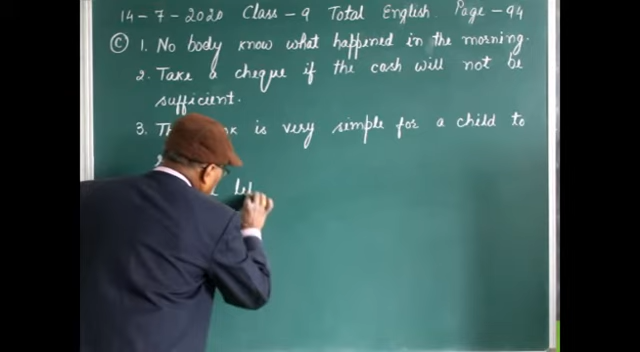 14-7-2020 Class-9 Total English. Page-94
C 1. No body know what happened in the morning.
2. Take a cheque if the cash will not be
sufficient.
3. is very simple for a child to